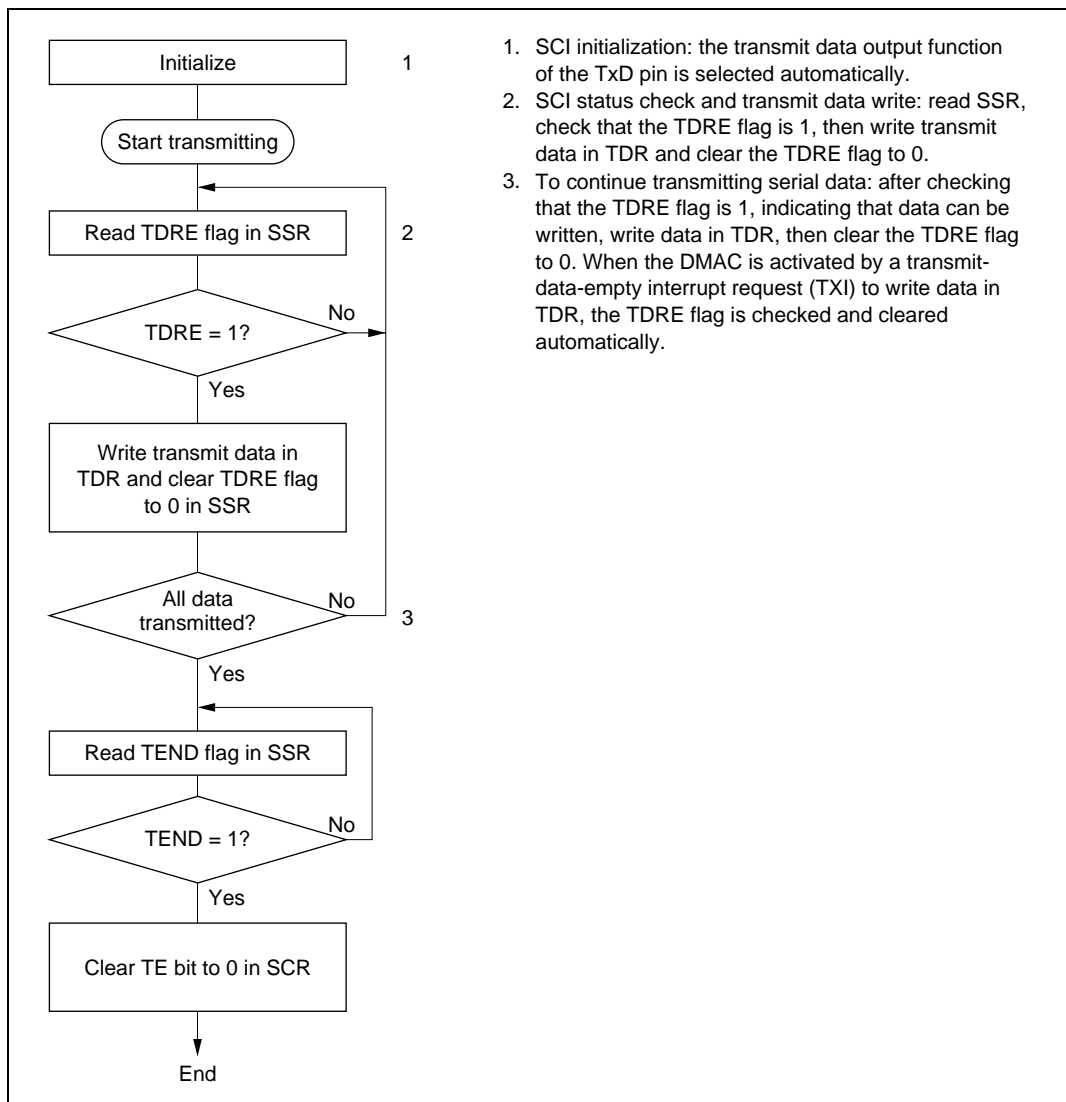 Initialize
1
Start transmitting
Read TDRE flag in SSR
2
TDRE = 1?
No
Yes
Write transmit data in
TDR and clear TDRE flag
to 0 in SSR
All data
transmitted?
No
3
Yes
Read TEND flag in SSR
TEND = 1?
No
Yes
Clear TE bit to 0 in SCR
End
1. SCI initialization: the transmit data output function
of the TxD pin is selected automatically.
2. SCI status check and transmit data write: read SSR,
check that the TDRE flag is 1, then write transmit
data in TDR and clear the TDRE flag to 0.
3. To continue transmitting serial data: after checking
that the TDRE flag is 1, indicating that data can be
written, write data in TDR, then clear the TDRE flag
to 0. When the DMAC is activated by a transmit-
data-empty interrupt request (TXI) to write data in
TDR, the TDRE flag is checked and cleared
automatically.